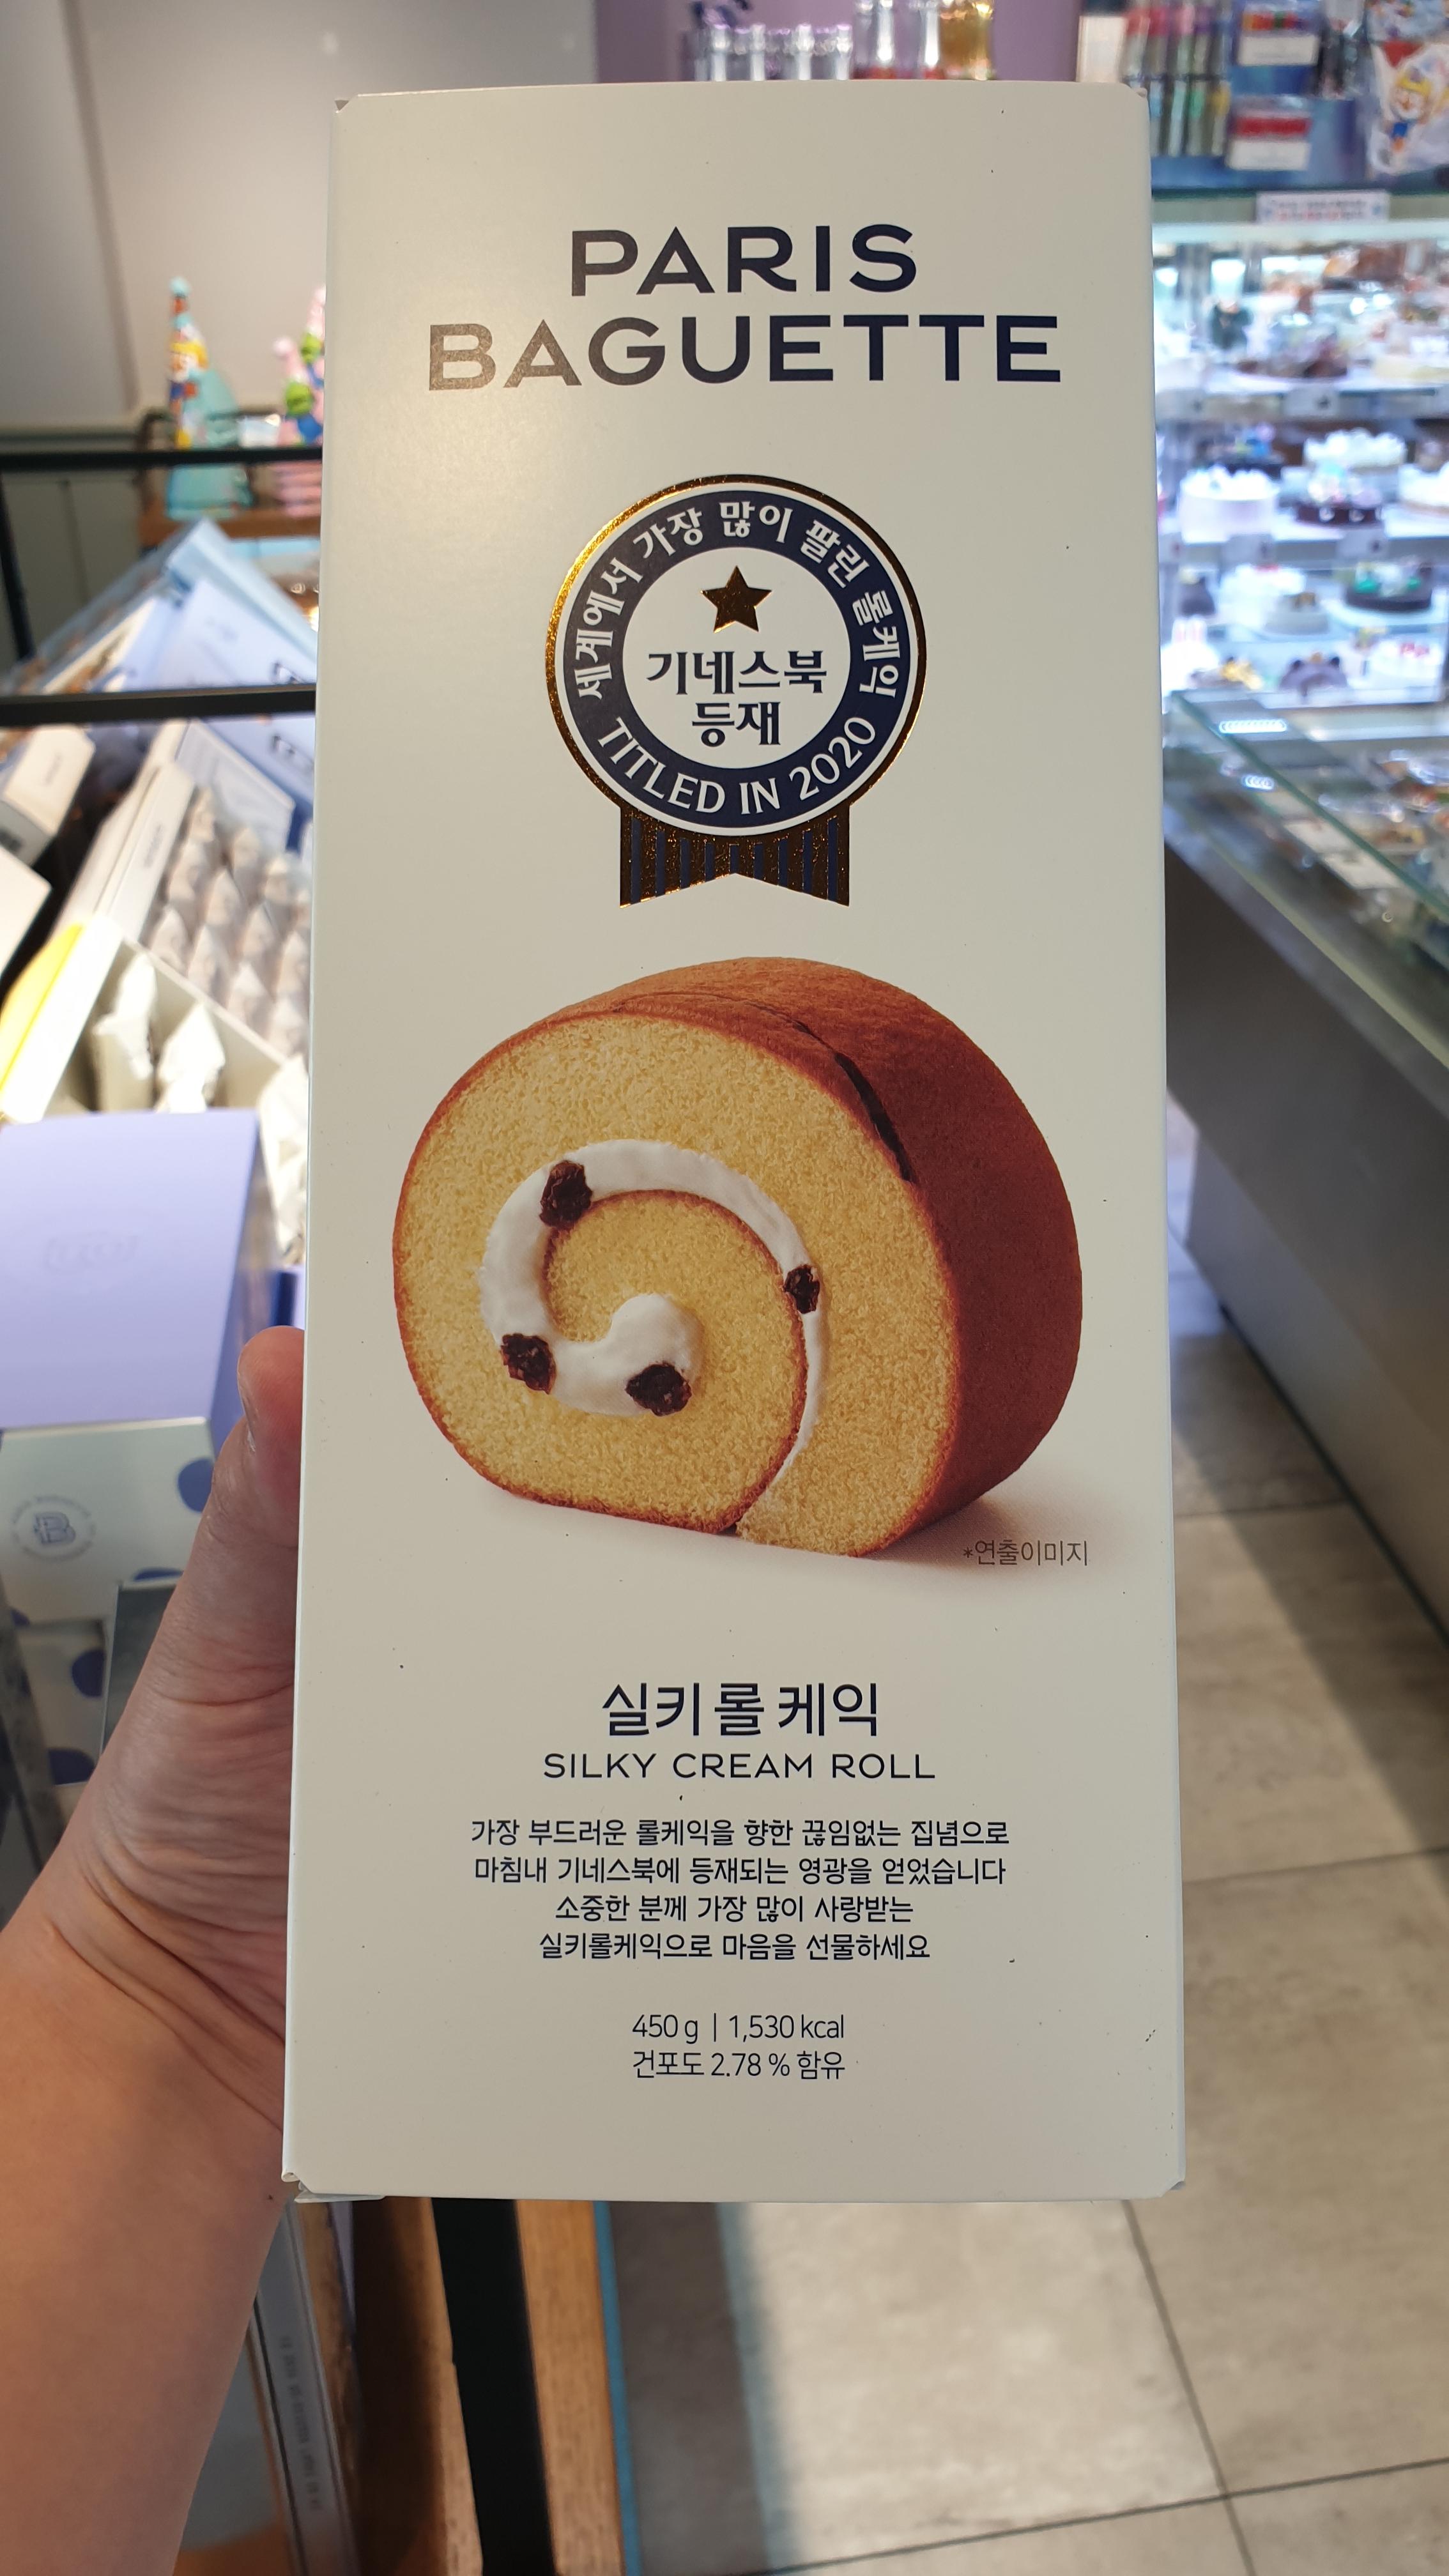 PARIS
BAGUETTE
세계에서 가장 많이 팔린 롤케익
기네스북
등재
TITLED IN 2020
*연출이미지
실키롤케익
SILKY CREAM ROLL
가장 부드러운 롤케익을 향한 끊임없는 집념으로
마침내 기네스북에 등재되는 영광을 얻었습니다
소중한 분께 가장 많이 사랑받는
실키롤케익으로 마음을 선물하세요
450 g | 1,530 kcal
건포도 2.78 % 함유